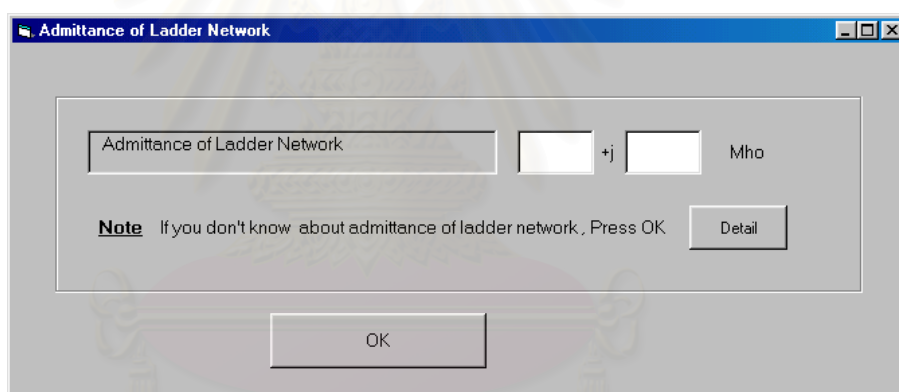 Admittance of Ladder Network
Admittance of Ladder Network +j Mho
Note If you don't know about admittance of ladder network , Press OK Detail
OK